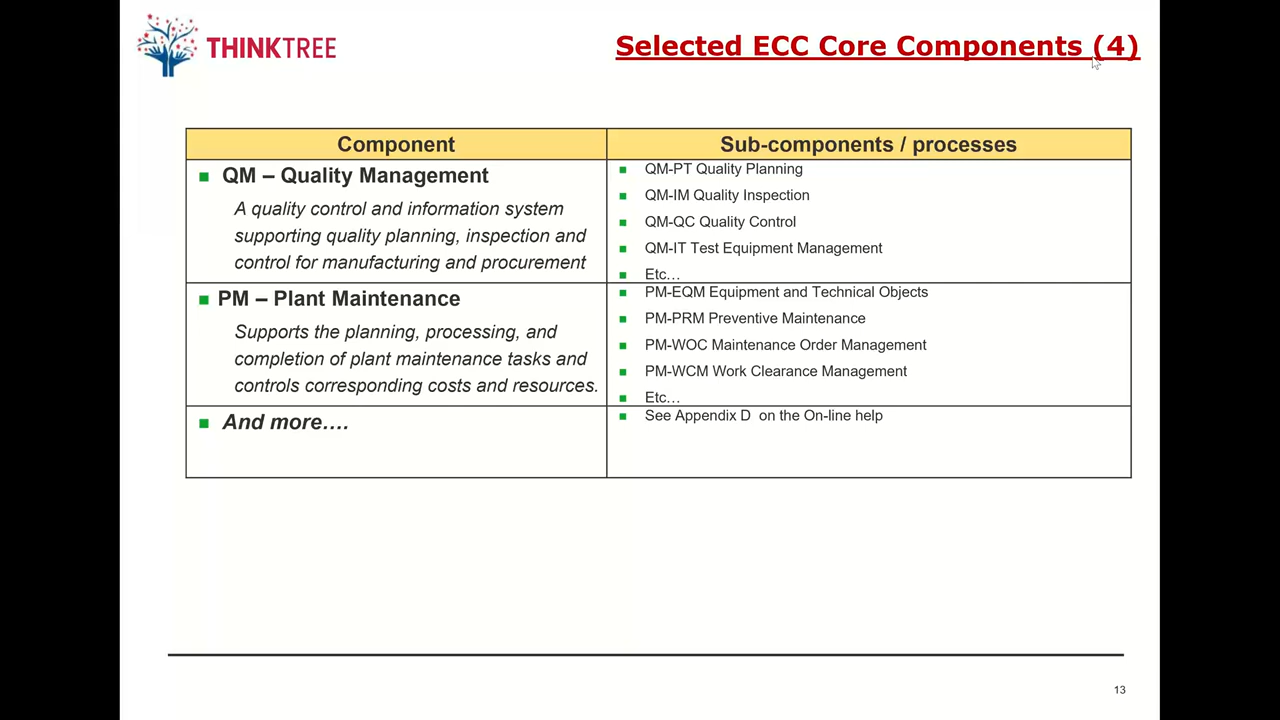 THINKTREE
Selected ECC Core Components (4)
Component
Sub-components / processes
QM – Quality Management
A quality control and information system
supporting quality planning, inspection and
control for manufacturing and procurement
QM-PT Quality Planning
QM-IM Quality Inspection
QM-QC Quality Control
QM-IT Test Equipment Management
Etc…
PM – Plant Maintenance
Supports the planning, processing, and
completion of plant maintenance tasks and
controls corresponding costs and resources.
PM-EQM Equipment and Technical Objects
PM-PRM Preventive Maintenance
PM-WOC Maintenance Order Management
PM-WCM Work Clearance Management
Etc…
And more….
See Appendix D  on the On-line help
13